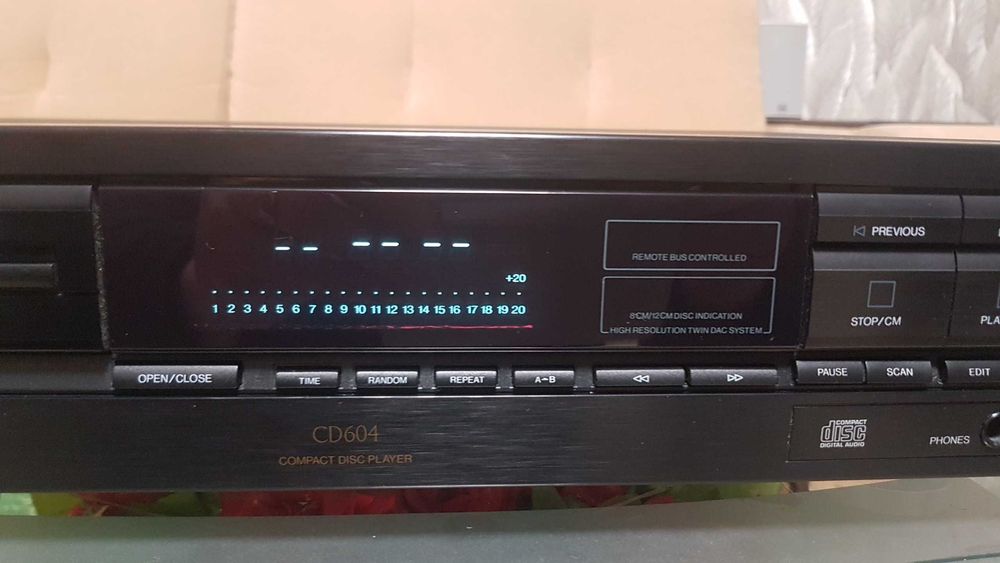 PREVIOUS
REMOTE BUS CONTROLLED
+20
1 2 3 4 5 6 7 8 9 10 11 12 13 14 15 16 17 18 19 20
8CM/12CM DISC INDICATION
HIGH RESOLUTION TWIN DAC SYSTEM
STOP/CM
PLA
OPEN/CLOSE
TIME
RANDOM
REPEAT
A-B
PAUSE
SCAN
EDIT
CD604
COMPACT DISC PLAYER
COMPACT
disc
DIGITAL AUDIO
PHONES